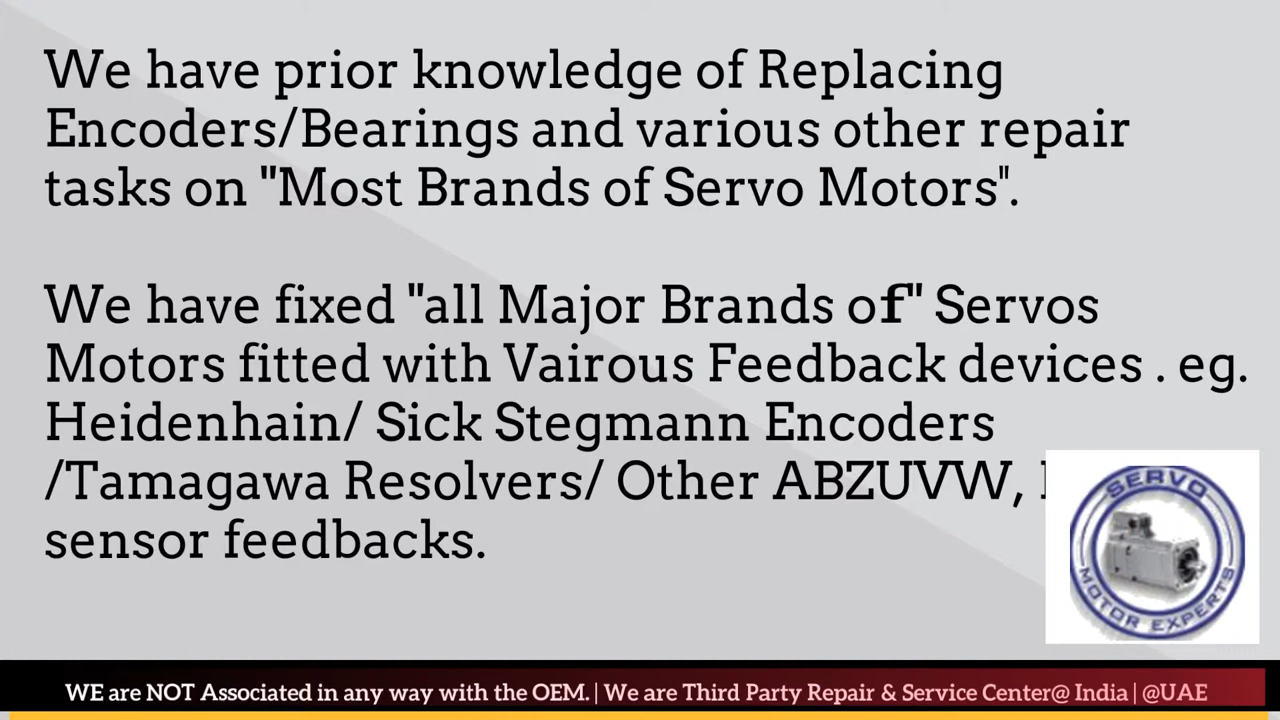 We have prior knowledge of Replacing
Encoders/Bearings and various other repair
tasks on "Most Brands of Servo Motors".
We have fixed "all Major Brands of" Servos
Motors fitted with Vairous Feedback devices . eg.
Heidenhain/ Sick Stegmann Encoders
/Tamagawa Resolvers/ Other ABZUVW,
sensor feedbacks.
SERVO
MOTOR EXPERTS
WE are NOT Associated in any way with the OEM. | We are Third Party Repair & Service Center@ India | @UAE